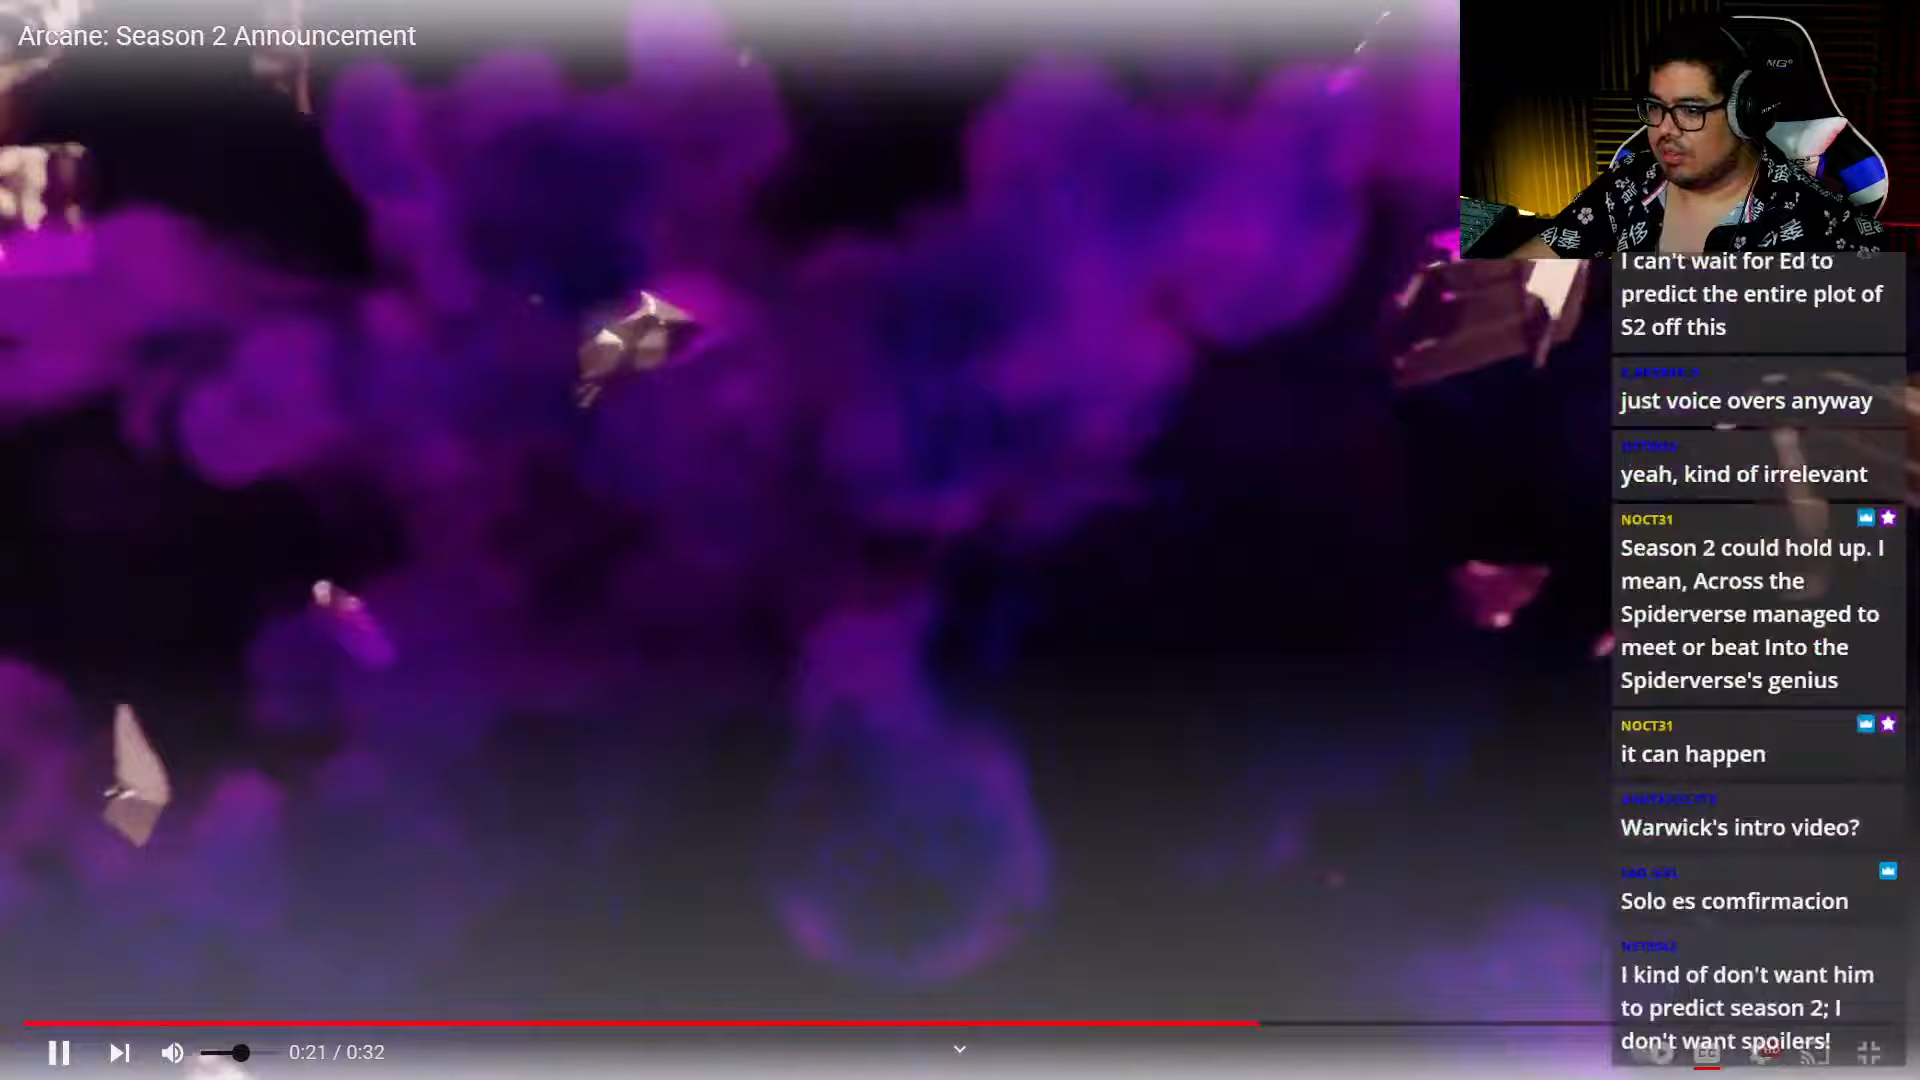 Arcane: Season 2 Announcement
NG
I can't wait for Ed to
predict the entire plot of
S2 off this
just voice overs anyway
yeah, kind of irrelevant
NOCT31
Season 2 could hold up. I
mean, Across the
Spiderverse managed to
meet or beat Into the
Spiderverse's genius
NOCT31
it can happen
Warwick's intro video?
Solo es comfirmacion
I kind of don't want him
to predict season 2; I
don't want spoilers!
0:21 / 0:32
CC
HD